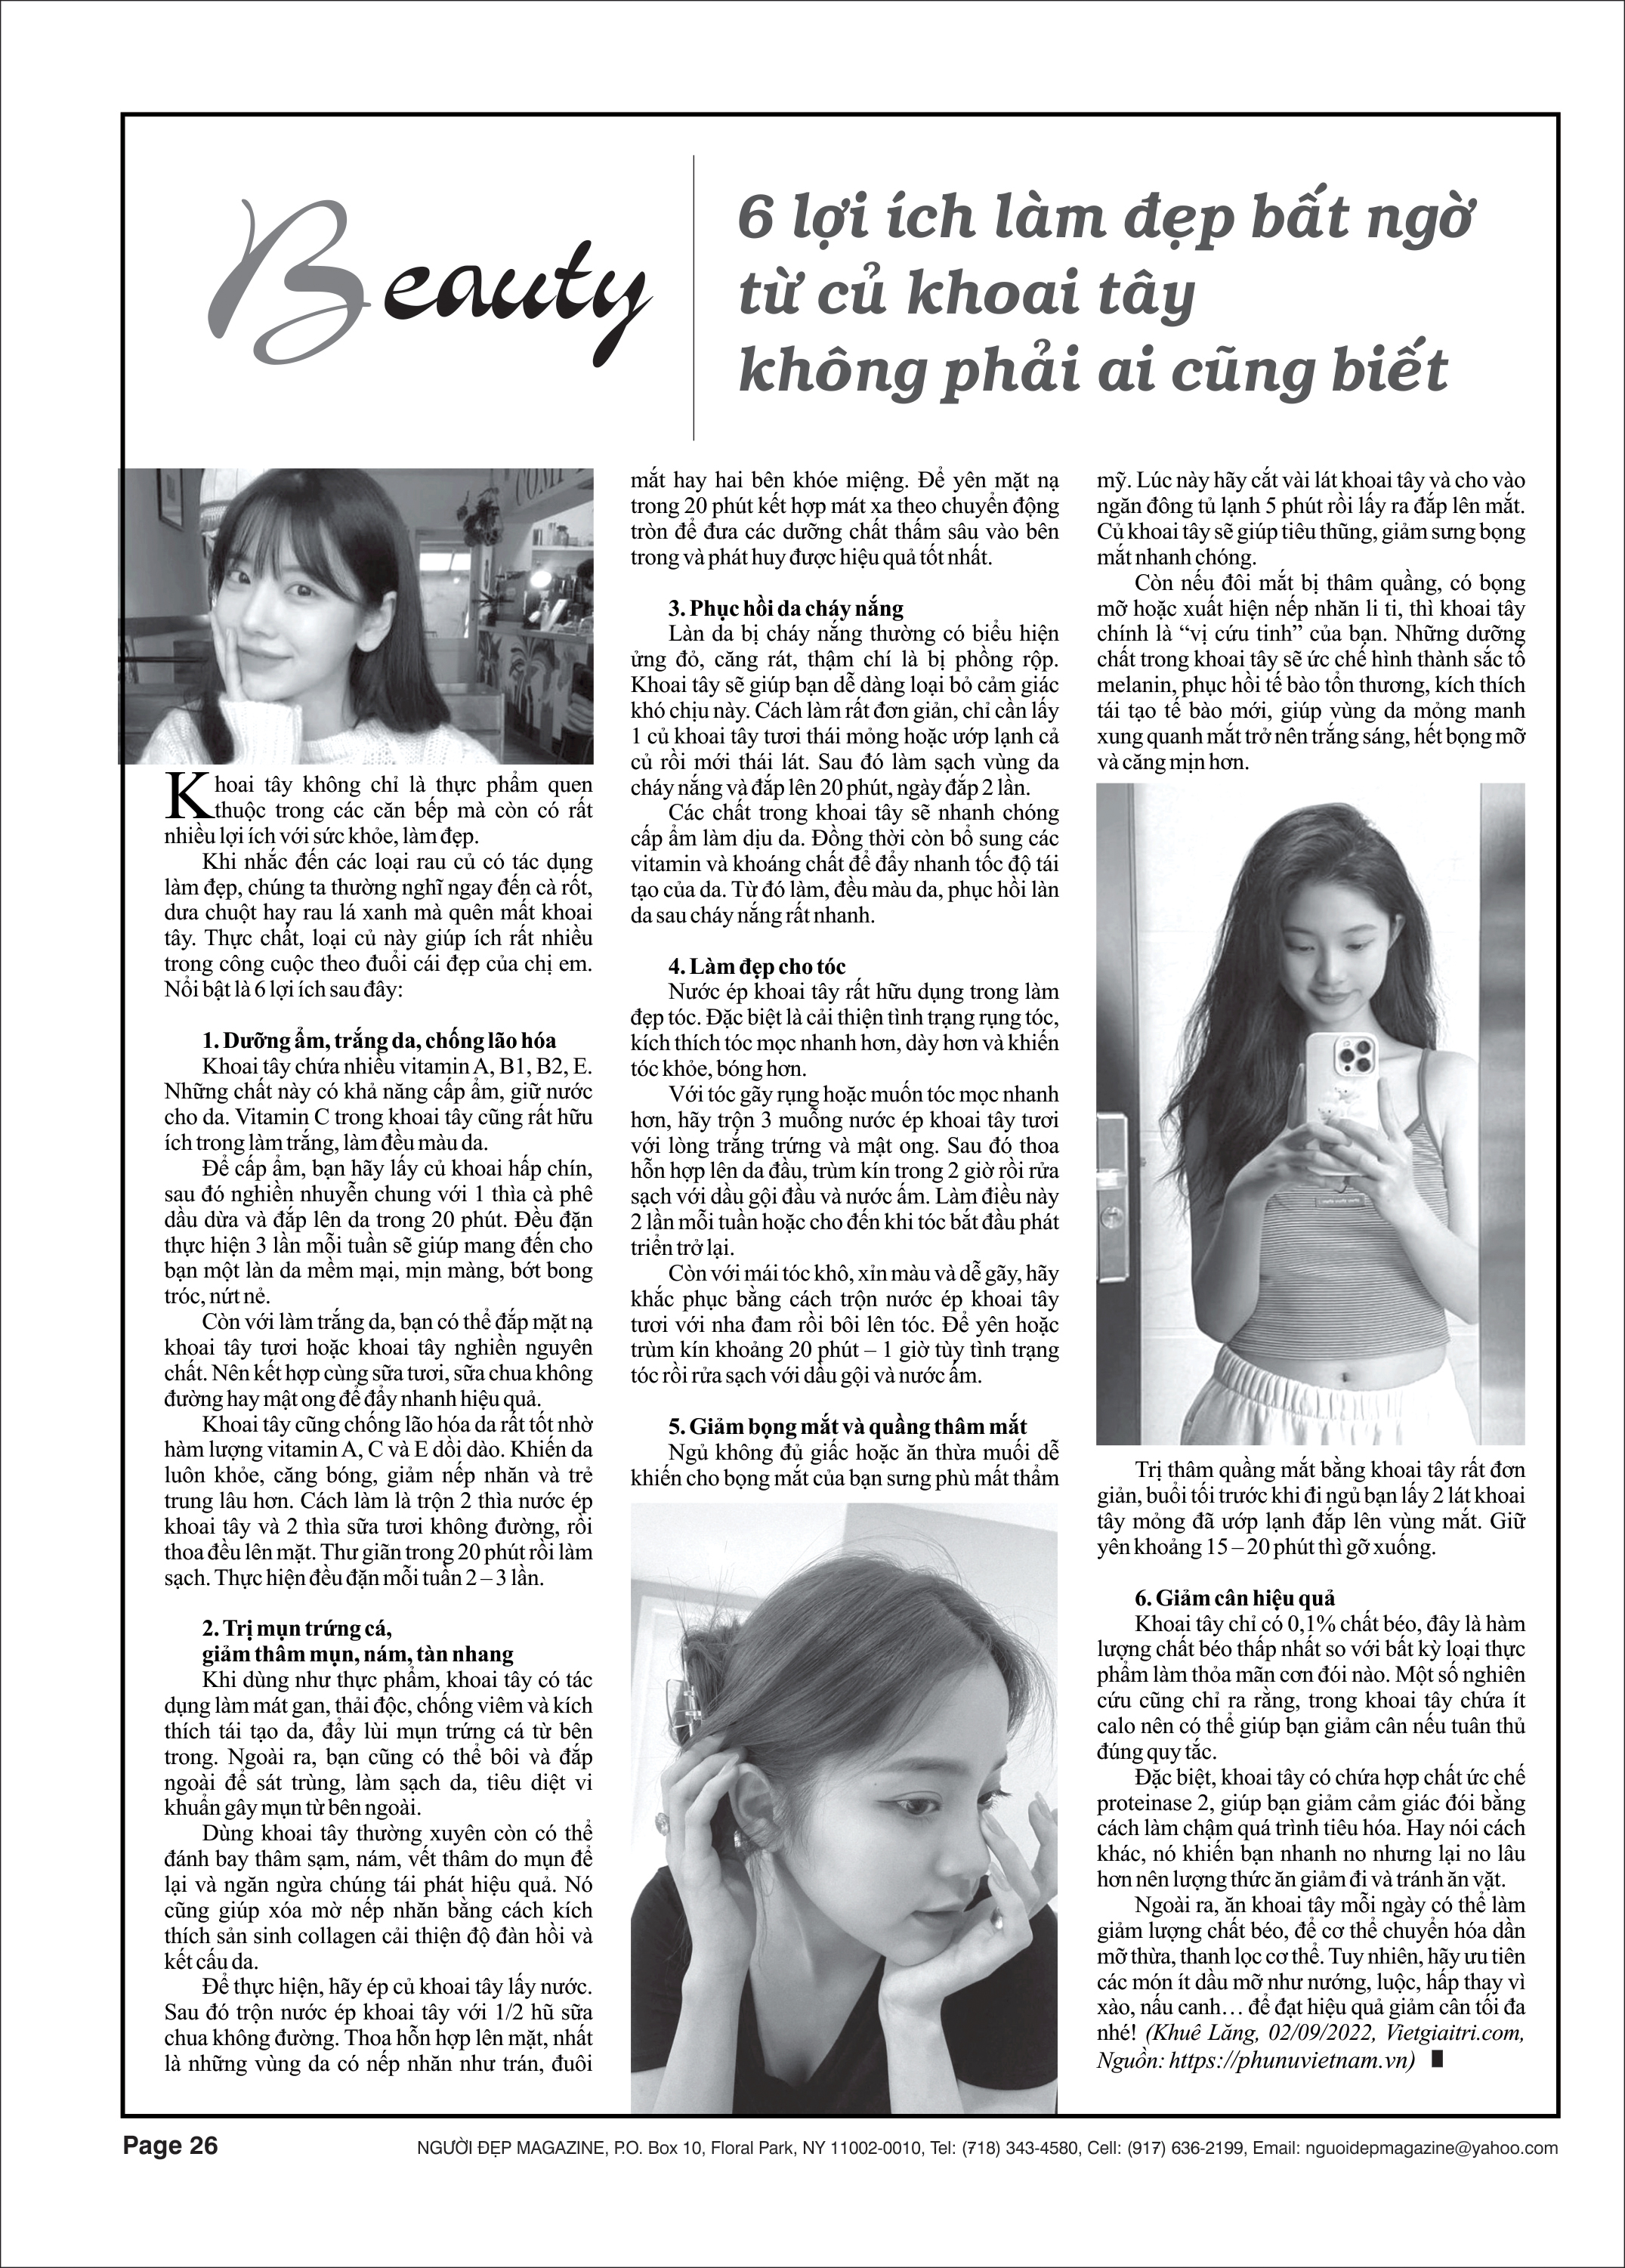 Beauty
6 lợi ích làm đẹp bất ngờ
từ củ khoai tây
không phải ai cũng biết
Khoai tây không chỉ là thực phẩm quen
thuộc trong các căn bếp mà còn có rất
nhiều lợi ích với sức khỏe, làm đẹp.
Khi nhắc đến các loại rau củ có tác dụng
làm đẹp, chúng ta thường nghĩ ngay đến cà rốt,
dưa chuột hay rau lá xanh mà quên mất khoai
tây. Thực chất, loại củ này giúp ích rất nhiều
trong công cuộc theo đuổi cái đẹp của chị em.
Nổi bật là 6 lợi ích sau đây:
1. Dưỡng ẩm, trắng da, chống lão hóa
Khoai tây chứa nhiều vitamin A, B1, B2, E.
Những chất này có khả năng cấp ẩm, giữ nước
cho da. Vitamin C trong khoai tây cũng rất hữu
ích trong làm trắng, làm đều màu da.
Để cấp ẩm, bạn hãy lấy củ khoai hấp chín,
sau đó nghiền nhuyễn chung với 1 thìa cà phê
dầu dừa và đắp lên da trong 20 phút. Đều đặn
thực hiện 3 lần mỗi tuần sẽ giúp mang đến cho
bạn một làn da mềm mại, mịn màng, bớt bong
tróc, nứt nẻ.
Còn với làm trắng da, bạn có thể đắp mặt nạ
khoai tây tươi hoặc khoai tây nghiền nguyên
chất. Nên kết hợp cùng sữa tươi, sữa chua không
đường hay mật ong để đẩy nhanh hiệu quả.
Khoai tây cũng chống lão hóa da rất tốt nhờ
hàm lượng vitamin A, C và E dồi dào. Khiến da
luôn khỏe, căng bóng, giảm nếp nhăn và trẻ
trung lâu hơn. Cách làm là trộn 2 thìa nước ép
khoai tây và 2 thìa sữa tươi không đường, rồi
thoa đều lên mặt. Thư giãn trong 20 phút rồi làm
sạch. Thực hiện đều đặn mỗi tuần 2 – 3 lần.
2. Trị mụn trứng cá,
giảm thâm mụn, nám, tàn nhang
Khi dùng như thực phẩm, khoai tây có tác
dụng làm mát gan, thải độc, chống viêm và kích
thích tái tạo da, đẩy lùi mụn trứng cá từ bên
trong. Ngoài ra, bạn cũng có thể bôi và đắp
ngoài để sát trùng, làm sạch da, tiêu diệt vi
khuẩn gây mụn từ bên ngoài.
Dùng khoai tây thường xuyên còn có thể
đánh bay thâm sạm, nám, vết thâm do mụn để
lại và ngăn ngừa chúng tái phát hiệu quả. Nó
cũng giúp xóa mờ nếp nhăn bằng cách kích
thích sản sinh collagen cải thiện độ đàn hồi và
kết cấu da.
Để thực hiện, hãy ép củ khoai tây lấy nước.
Sau đó trộn nước ép khoai tây với 1/2 hũ sữa
chua không đường. Thoa hỗn hợp lên mặt, nhất
là những vùng da có nếp nhăn như trán, đuôi
mắt hay hai bên khóe miệng. Để yên mặt nạ
trong 20 phút kết hợp mát xa theo chuyển động
tròn để đưa các dưỡng chất thấm sâu vào bên
trong và phát huy được hiệu quả tốt nhất.
3. Phục hồi da cháy nắng
Làn da bị cháy nắng thường có biểu hiện
ửng đỏ, căng rát, thậm chí là bị phồng rộp.
Khoai tây sẽ giúp bạn dễ dàng loại bỏ cảm giác
khó chịu này. Cách làm rất đơn giản, chỉ cần lấy
1 củ khoai tây tươi thái mỏng hoặc ướp lạnh cả
củ rồi mới thái lát. Sau đó làm sạch vùng da
cháy nắng và đắp lên 20 phút, ngày đắp 2 lần.
Các chất trong khoai tây sẽ nhanh chóng
cấp ẩm làm dịu da. Đồng thời còn bổ sung các
vitamin và khoáng chất để đẩy nhanh tốc độ tái
tạo của da. Từ đó làm, đều màu da, phục hồi làn
da sau cháy nắng rất nhanh.
4. Làm đẹp cho tóc
Nước ép khoai tây rất hữu dụng trong làm
đẹp tóc. Đặc biệt là cải thiện tình trạng rụng tóc,
kích thích tóc mọc nhanh hơn, dày hơn và khiến
tóc khỏe, bóng hơn.
Với tóc gãy rụng hoặc muốn tóc mọc nhanh
hơn, hãy trộn 3 muỗng nước ép khoai tây tươi
với lòng trắng trứng và mật ong. Sau đó thoa
hỗn hợp lên da đầu, trùm kín trong 2 giờ rồi rửa
sạch với dầu gội đầu và nước ấm. Làm điều này
2 lần mỗi tuần hoặc cho đến khi tóc bắt đầu phát
triển trở lại.
Còn với mái tóc khô, xỉn màu và dễ gãy, hãy
khắc phục bằng cách trộn nước ép khoai tây
tươi với nha đam rồi bôi lên tóc. Để yên hoặc
trùm kín khoảng 20 phút – 1 giờ tùy tình trạng
tóc rồi rửa sạch với dầu gội và nước ấm.
5. Giảm bọng mắt và quầng thâm mắt
Ngủ không đủ giấc hoặc ăn thừa muối dễ
khiến cho bọng mắt của bạn sưng phù mất thẩm
mỹ. Lúc này hãy cắt vài lát khoai tây và cho vào
ngăn đông tủ lạnh 5 phút rồi lấy ra đắp lên mắt.
Củ khoai tây sẽ giúp tiêu thũng, giảm sưng bọng
mắt nhanh chóng.
Còn nếu đôi mắt bị thâm quầng, có bọng
mỡ hoặc xuất hiện nếp nhăn li ti, thì khoai tây
chính là “vị cứu tinh” của bạn. Những dưỡng
chất trong khoai tây sẽ ức chế hình thành sắc tố
melanin, phục hồi tế bào tổn thương, kích thích
tái tạo tế bào mới, giúp vùng da mỏng manh
xung quanh mắt trở nên trắng sáng, hết bọng mỡ
và căng mịn hơn.
Trị thâm quầng mắt bằng khoai tây rất đơn
giản, buổi tối trước khi đi ngủ bạn lấy 2 lát khoai
tây mỏng đã ướp lạnh đắp lên vùng mắt. Giữ
yên khoảng 15 – 20 phút thì gỡ xuống.
6. Giảm cân hiệu quả
Khoai tây chỉ có 0,1% chất béo, đây là hàm
lượng chất béo thấp nhất so với bất kỳ loại thực
phẩm làm thỏa mãn cơn đói nào. Một số nghiên
cứu cũng chỉ ra rằng, trong khoai tây chứa ít
calo nên có thể giúp bạn giảm cân nếu tuân thủ
đúng quy tắc.
Đặc biệt, khoai tây có chứa hợp chất ức chế
proteinase 2, giúp bạn giảm cảm giác đói bằng
cách làm chậm quá trình tiêu hóa. Hay nói cách
khác, nó khiến bạn nhanh no nhưng lại no lâu
hơn nên lượng thức ăn giảm đi và tránh ăn vặt.
Ngoài ra, ăn khoai tây mỗi ngày có thể làm
giảm lượng chất béo, để cơ thể chuyển hóa dần
mỡ thừa, thanh lọc cơ thể. Tuy nhiên, hãy ưu tiên
các món ít dầu mỡ như nướng, luộc, hấp thay vì
xào, nấu canh… để đạt hiệu quả giảm cân tối đa
nhé! (Khuê Lăng, 02/09/2022, Vietgiaitri.com,
Nguồn: https://phunuvietnam.vn)
Page 26
NGƯỜI ĐẸP MAGAZINE, P.O. Box 10, Floral Park, NY 11002-0010, Tel: (718) 343-4580, Cell: (917) 636-2199, Email: nguoidepmagazine@yahoo.com